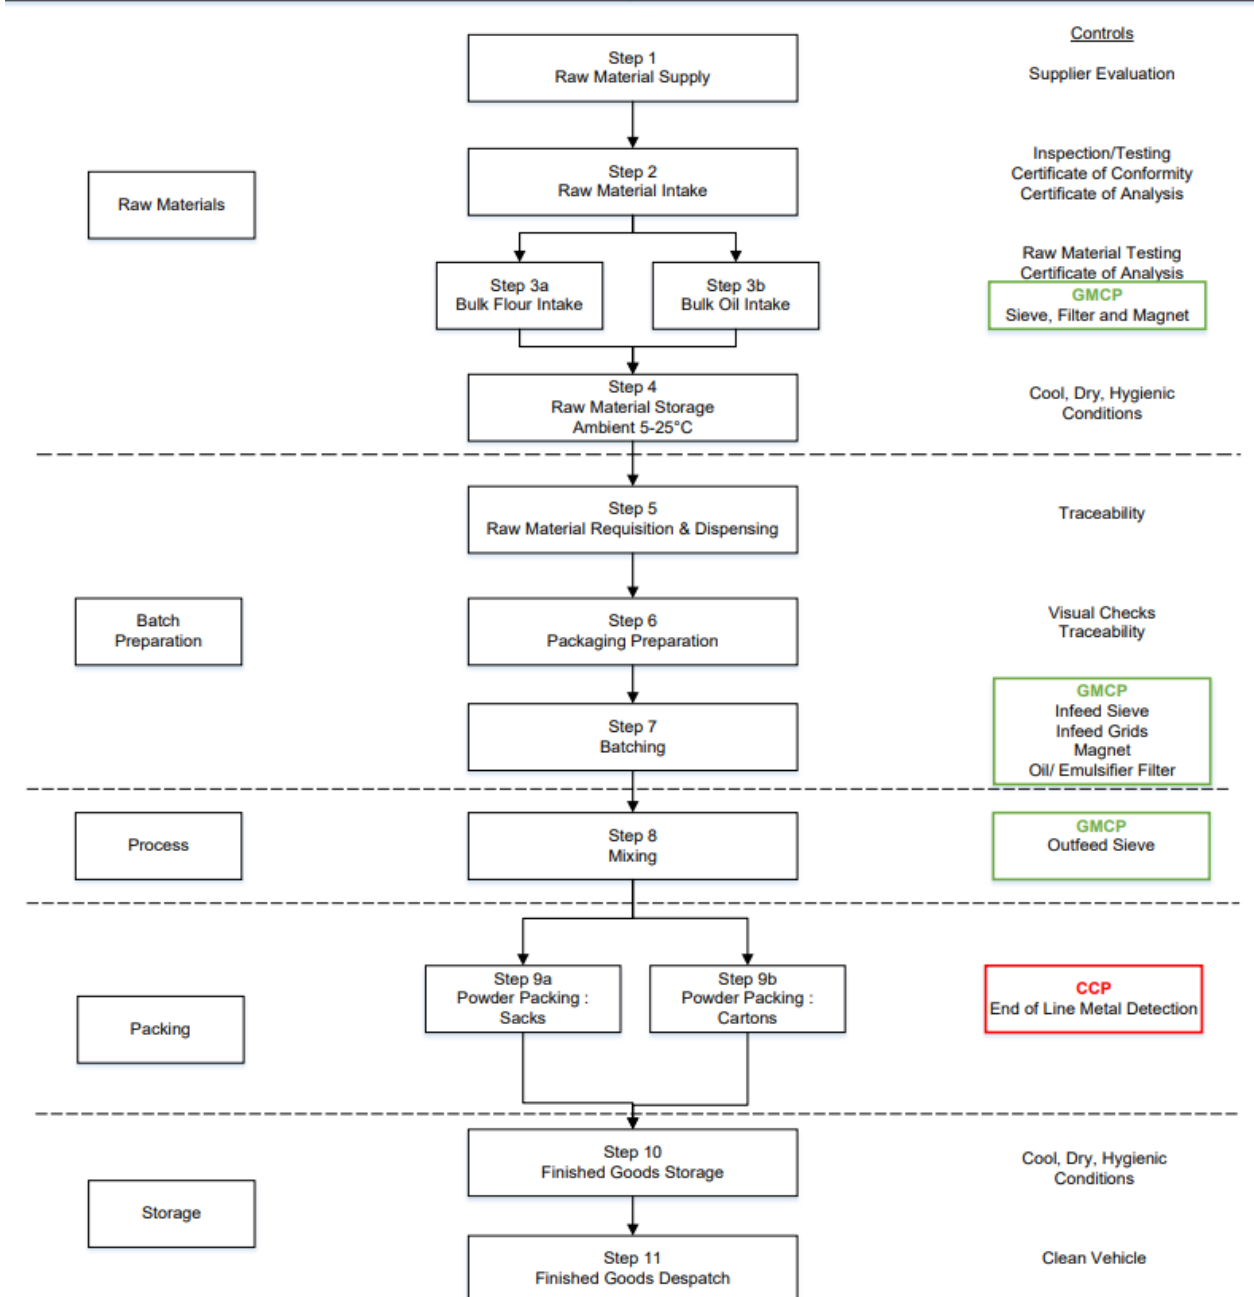 Controls
Step 1
Raw Material Supply
Supplier Evaluation
Raw Materials
Step 2
Raw Material Intake
Inspection/Testing
Certificate of Conformity
Certificate of Analysis
Step 3a
Bulk Flour Intake
Step 3b
Bulk Oil Intake
Raw Material Testing
Certificate of Analysis
GMCP
Sieve, Filter and Magnet
Step 4
Raw Material Storage
Ambient 5-25°C
Cool, Dry, Hygienic
Conditions
Step 5
Raw Material Requisition & Dispensing
Traceability
Batch
Preparation
Step 6
Packaging Preparation
Visual Checks
Traceability
Step 7
Batching
GMCP
Infeed Sieve
Infeed Grids
Magnet
Oil/ Emulsifier Filter
Process
Step 8
Mixing
GMCP
Outfeed Sieve
Packing
Step 9a
Powder Packing :
Sacks
Step 9b
Powder Packing :
Cartons
CCP
End of Line Metal Detection
Storage
Step 10
Finished Goods Storage
Cool, Dry, Hygienic
Conditions
Step 11
Finished Goods Despatch
Clean Vehicle